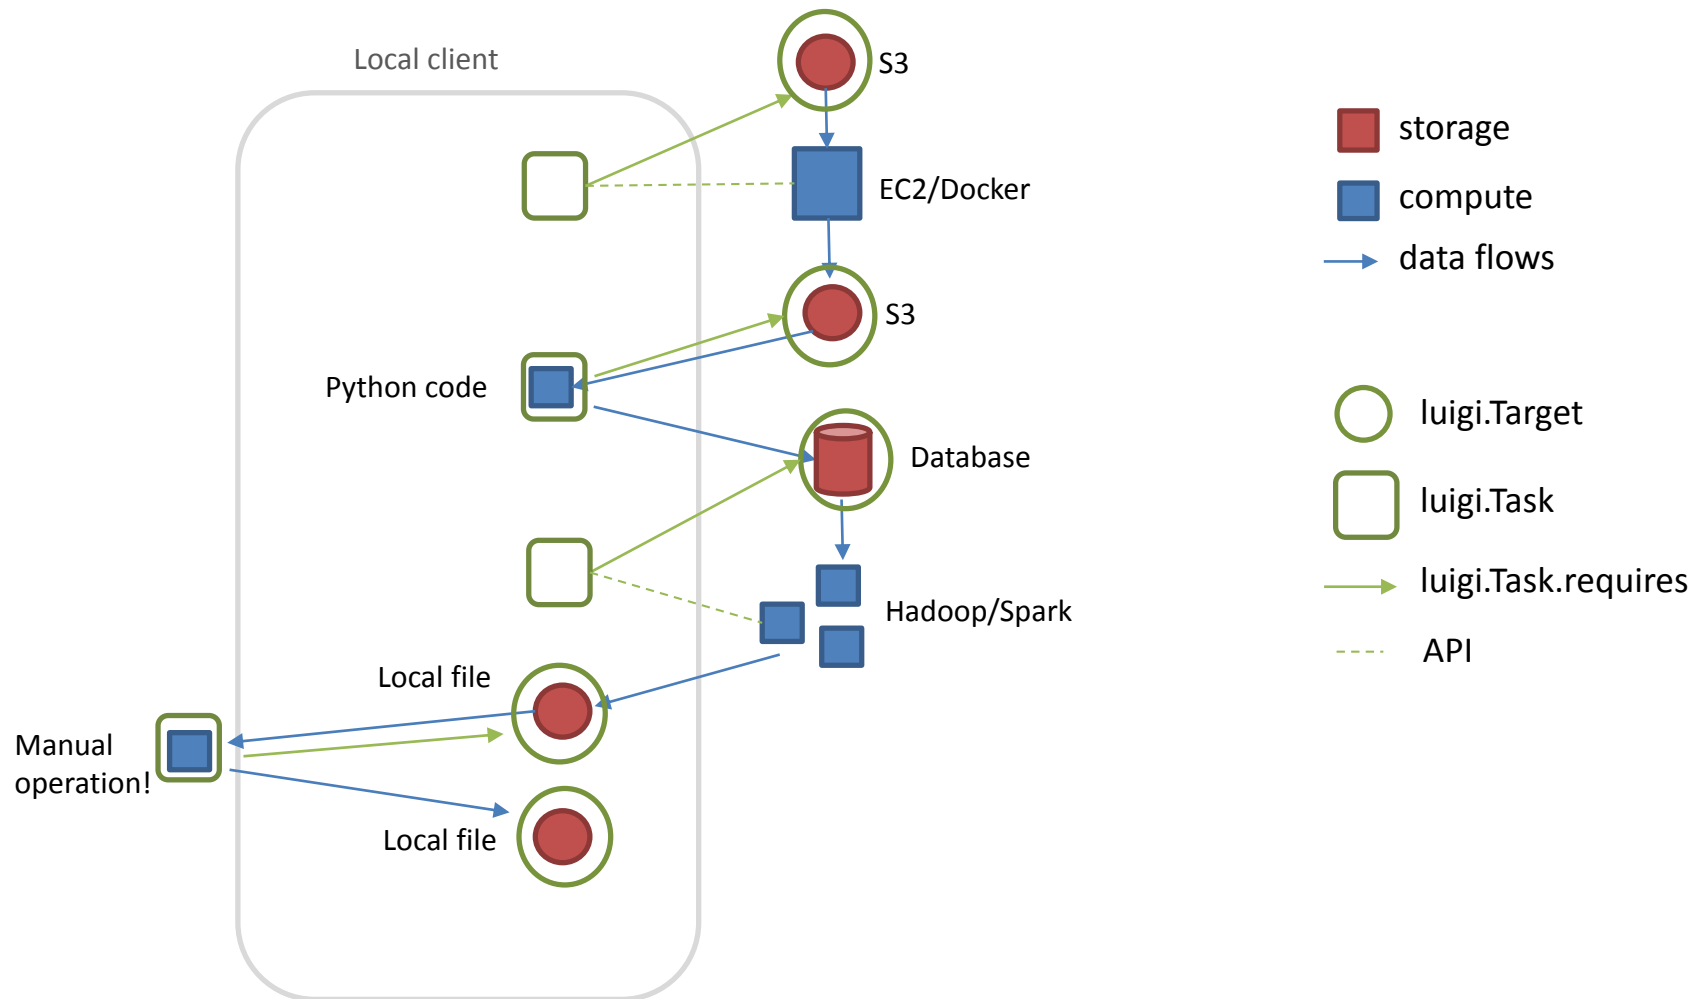 Local client
S3
EC2/Docker
S3
Python code
Database
Hadoop/Spark
Local file
Manual
operation!
Local file
storage
compute
data flows
luigi.Target
luigi.Task
luigi.Task.requires
API